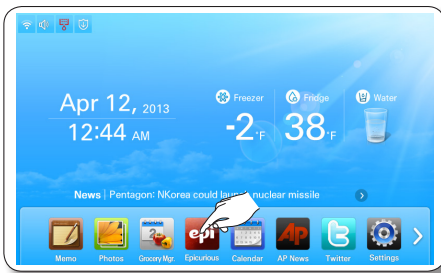 Apr 12, 2013
12:44 AM
Freezer
-2°F
Fridge
38°F
Water
News | Pentagon: NKorea could launch nuclear missile
epi
AP
Memo
Photos
Grocery Mgr.
Epicurious
Calendar
AP News
Twitter
Settings